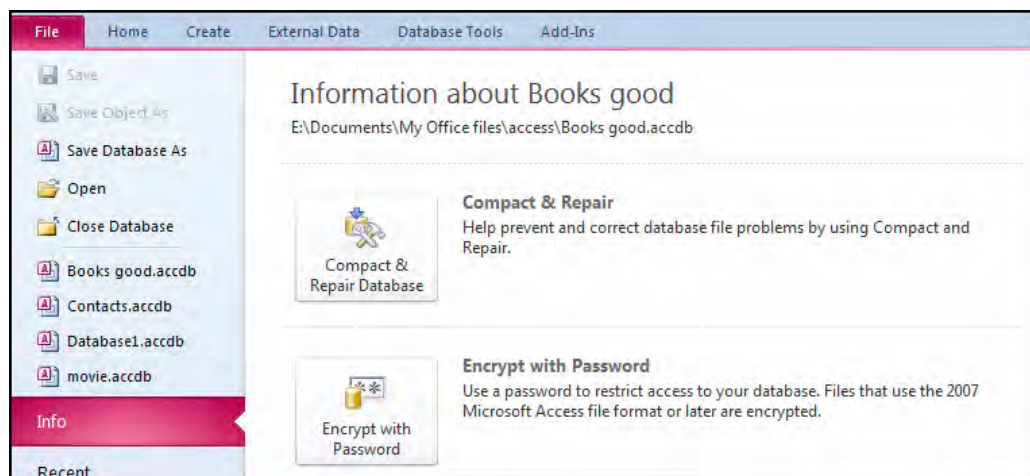 File Home Create External Data Database Tools Add-Ins
Save
Save Object As
Save Database As
Open
Close Database
Books good.accdb
Contacts.accdb
Database1.accdb
movie.accdb
Info
Recent
Information about Books good
E:\Documents\My Office files\access\Books good.accdb
Compact &
Repair Database
Compact & Repair
Help prevent and correct database file problems by using Compact and
Repair.
Encrypt with
Password
Encrypt with Password
Use a password to restrict access to your database. Files that use the 2007
Microsoft Access file format or later are encrypted.